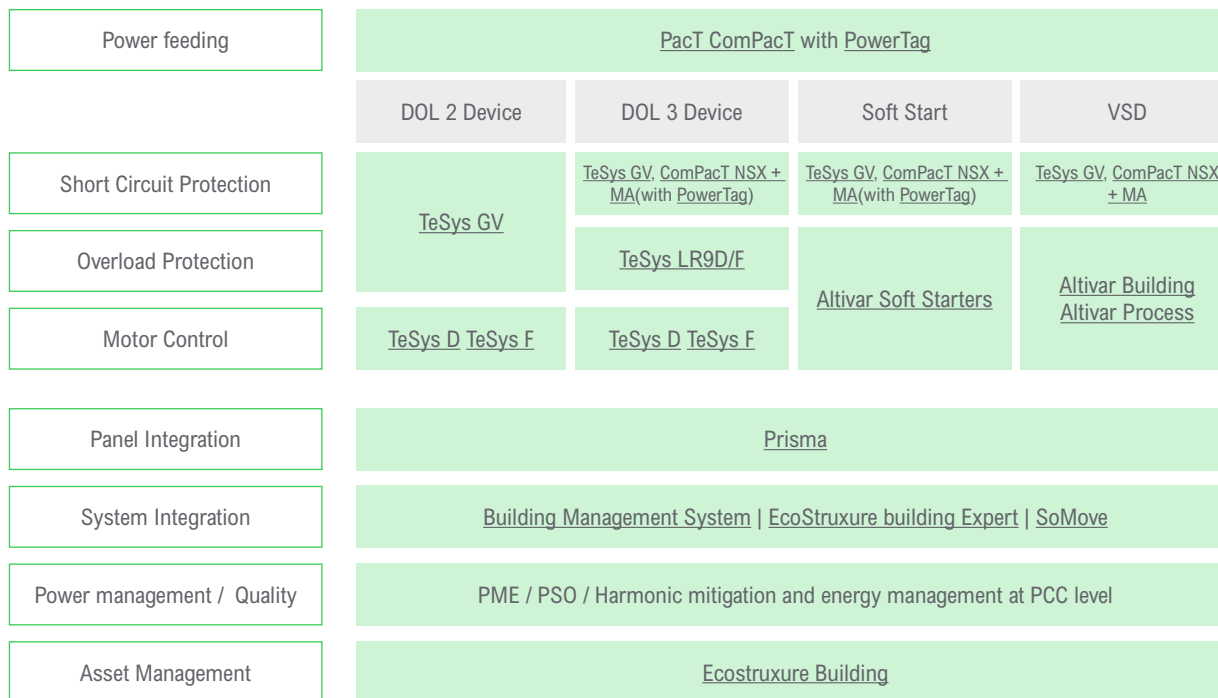 Power feeding
PacT ComPacT with PowerTag
DOL 2 Device
DOL 3 Device
Soft Start
VSD
Short Circuit Protection
TeSys GV
TeSys GV, ComPacT NSX +
MA(with PowerTag)
TeSys GV, ComPacT NSX +
MA(with PowerTag)
TeSys GV, ComPacT NSX
+ MA
Overload Protection
TeSys LR9D/F
Altivar Soft Starters
Altivar Building
Altivar Process
Motor Control
TeSys D TeSys F
TeSys D TeSys F
Panel Integration
Prisma
System Integration
Building Management System | EcoStruxure building Expert | SoMove
Power management / Quality
PME / PSO / Harmonic mitigation and energy management at PCC level
Asset Management
Ecostruxure Building